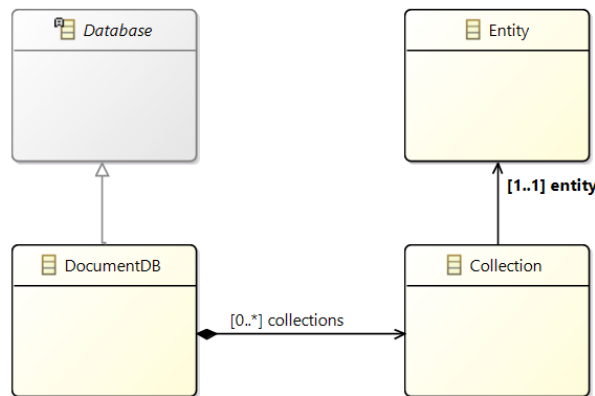 Database
Entity
[1..1] entity
DocumentDB
Collection
[0..*] collections